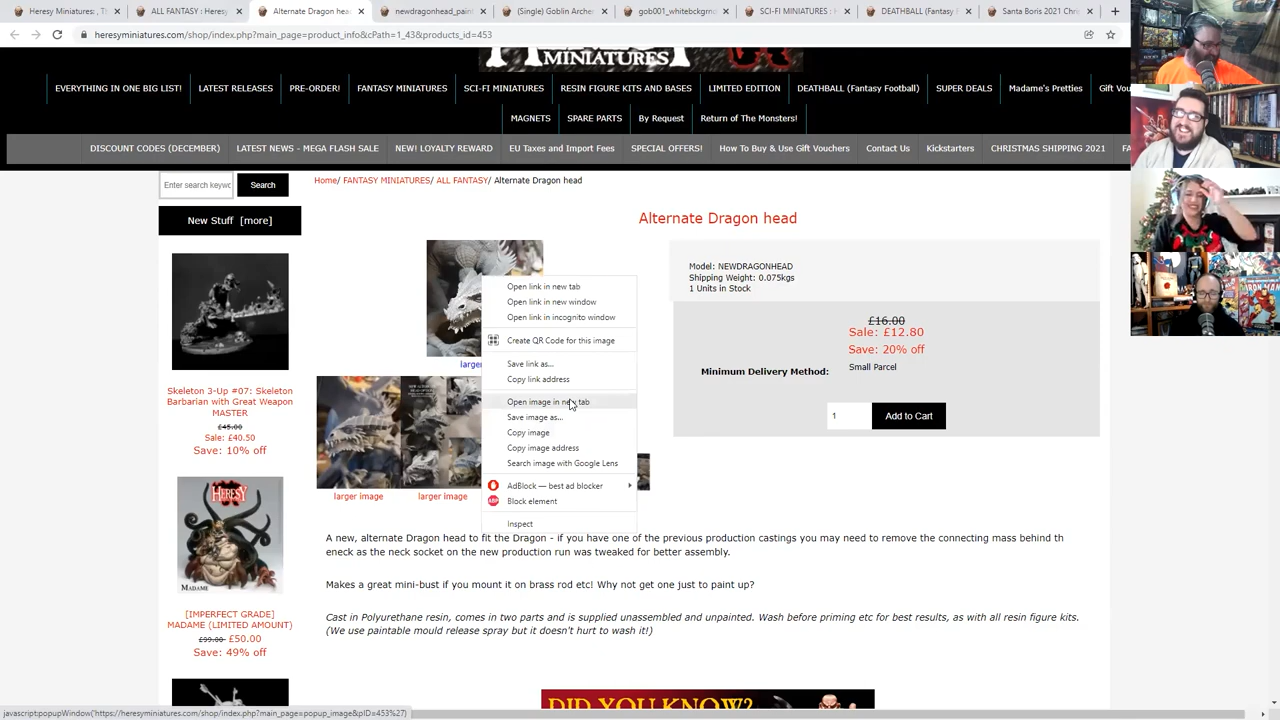 Heresy Miniatures : Th
ALL FANTASY : Heresy
Alternate Dragon head
newdragonhead_paint
(Single) Goblin Archer
gob001_whitebckgrn
SCI-FI MINIATURES : H
DEATHBALL (Fantasy F
Santa Boris 2021 Chri
heresyminiatures.com/shop/index.php?main_page=product_info&cPath=1_43&products_id=453
MINIATURES
EVERYTHING IN ONE BIG LIST!
LATEST RELEASES
PRE-ORDER!
FANTASY MINIATURES
SCI-FI MINIATURES
RESIN FIGURE KITS AND BASES
LIMITED EDITION
DEATHBALL (Fantasy Football)
SUPER DEALS
Madame's Pretties
Gift Vou
MAGNETS
SPARE PARTS
By Request
Return of The Monsters!
DISCOUNT CODES (DECEMBER)
LATEST NEWS - MEGA FLASH SALE
NEW! LOYALTY REWARD
EU Taxes and Import Fees
SPECIAL OFFERS!
How To Buy & Use Gift Vouchers
Contact Us
Kickstarters
CHRISTMAS SHIPPING 2021
FA
Enter search keywo
Search
Home/ FANTASY MINIATURES/ ALL FANTASY/ Alternate Dragon head
New Stuff [more]
Alternate Dragon head
Model: NEWDRAGONHEAD
Shipping Weight: 0.075kgs
1 Units in Stock
£16.00
Sale: £12.80
Save: 20% off
Minimum Delivery Method:
Small Parcel
1
Add to Cart
Open link in new tab
Open link in new window
Open link in incognito window
Create QR Code for this image
Save link as...
Copy link address
Open image in new tab
Save image as...
Copy image
Copy image address
Search image with Google Lens
AdBlock — best ad blocker
Block element
Inspect
larger
larger image
larger image
Skeleton 3-Up #07: Skeleton
Barbarian with Great Weapon
MASTER
£45.00
Sale: £40.50
Save: 10% off
HERESY
MADAME
[IMPERFECT GRADE]
MADAME (LIMITED AMOUNT)
£99.00 £50.00
Save: 49% off
A new, alternate Dragon head to fit the Dragon - if you have one of the previous production castings you may need to remove the connecting mass behind th
eneck as the neck socket on the new production run was tweaked for better assembly.
Makes a great mini-bust if you mount it on brass rod etc! Why not get one just to paint up?
Cast in Polyurethane resin, comes in two parts and is supplied unassembled and unpainted. Wash before priming etc for best results, as with all resin figure kits.
(We use paintable mould release spray but it doesn't hurt to wash it!)
DID YOU KNOW?
javascript:popupWindow('https://heresyminiatures.com/shop/index.php?main_page=popup_image&pID=453%27)
IRON MAN